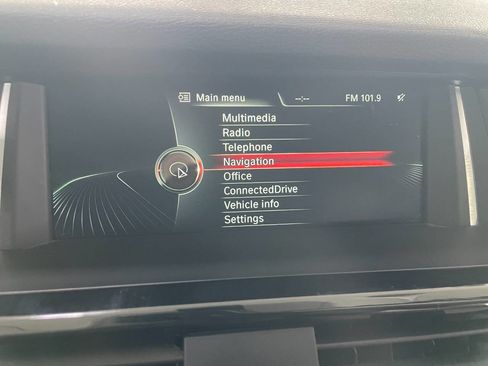 Main menu --:-- FM 101.9
Multimedia
Radio
Telephone
Navigation
Office
ConnectedDrive
Vehicle info
Settings